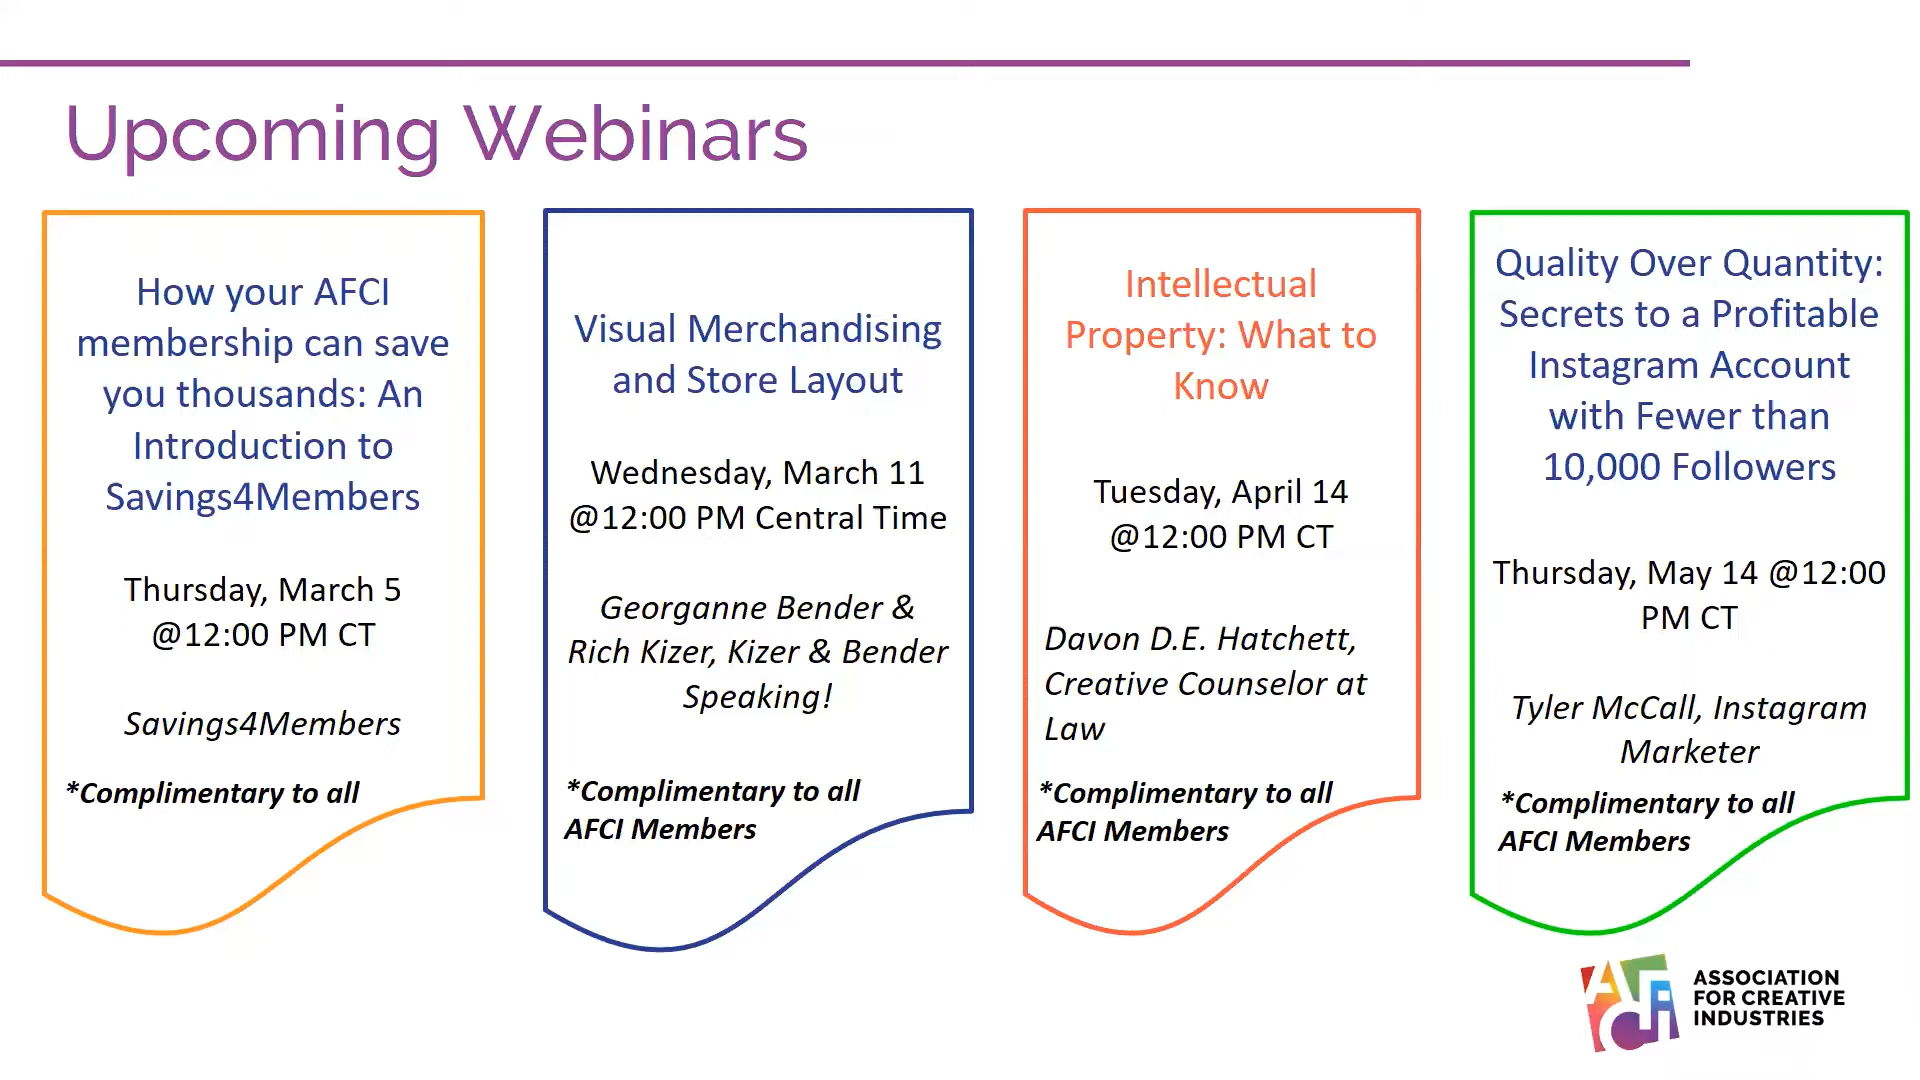 Upcoming Webinars
How your AFCI
membership can save
you thousands: An
Introduction to
Savings4Members
Thursday, March 5
@12:00 PM CT
Savings4Members
*Complimentary to all
Visual Merchandising
and Store Layout
Wednesday, March 11
@12:00 PM Central Time
Georganne Bender &
Rich Kizer, Kizer & Bender
Speaking!
*Complimentary to all
AFCI Members
Intellectual
Property: What to
Know
Tuesday, April 14
@12:00 PM CT
Davon D.E. Hatchett,
Creative Counselor at
Law
*Complimentary to all
AFCI Members
Quality Over Quantity:
Secrets to a Profitable
Instagram Account
with Fewer than
10,000 Followers
Thursday, May 14 @12:00
PM CT
Tyler McCall, Instagram
Marketer
*Complimentary to all
AFCI Members
AFCi
ASSOCIATION
FOR CREATIVE
INDUSTRIES